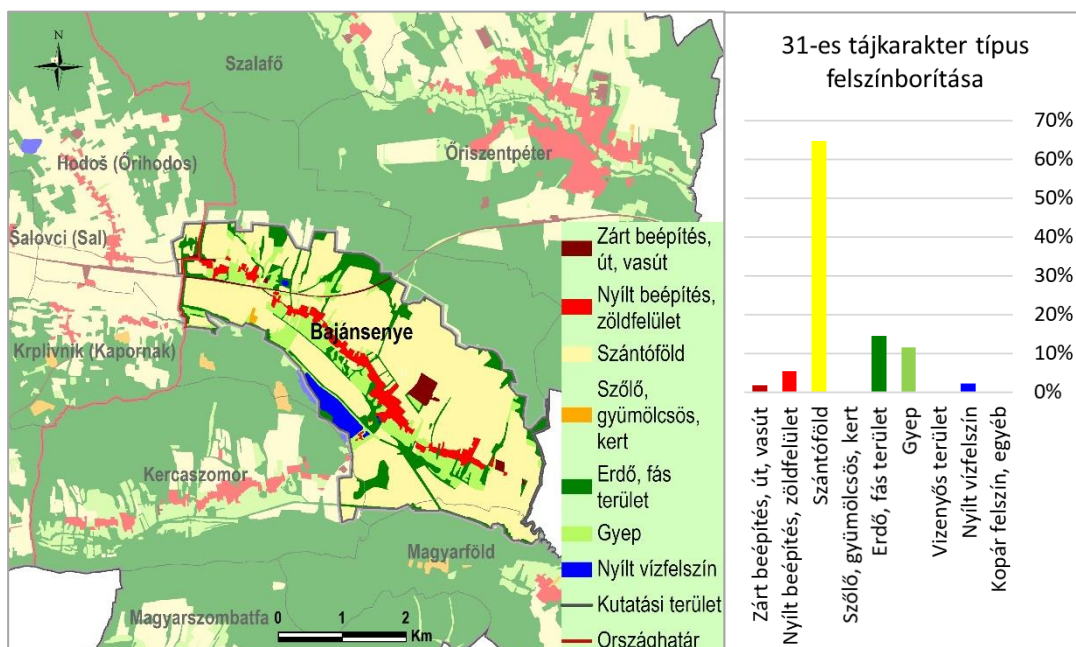 N
Szalafő
Őriszentpéter
Hodoš (Őrihodos)
Šalovci (Sal)
Krplivnik (Kapornak)
Bajánsenye
Kercaszomor
Magyarföld
Magyarszombatfa
0 1 2
Km
Zárt beépítés,
út, vasút
Nyílt beépítés,
zöldfelület
Szántóföld
Szőlő,
gyümölcsös,
kert
Erdő, fás
terület
Gyep
Nyílt vízfelszín
Kutatási terület
Országhatár
31-es tájkarakter típus
felszínborítása
70%
60%
50%
40%
30%
20%
10%
0%
Zárt beépítés, út, vasút
Nyílt beépítés, zöldfelület
Szántóföld
Szőlő, gyümölcsös, kert
Erdő, fás terület
Gyep
Vizenyős terület
Nyílt vízfelszín
Kopár felszín, egyéb